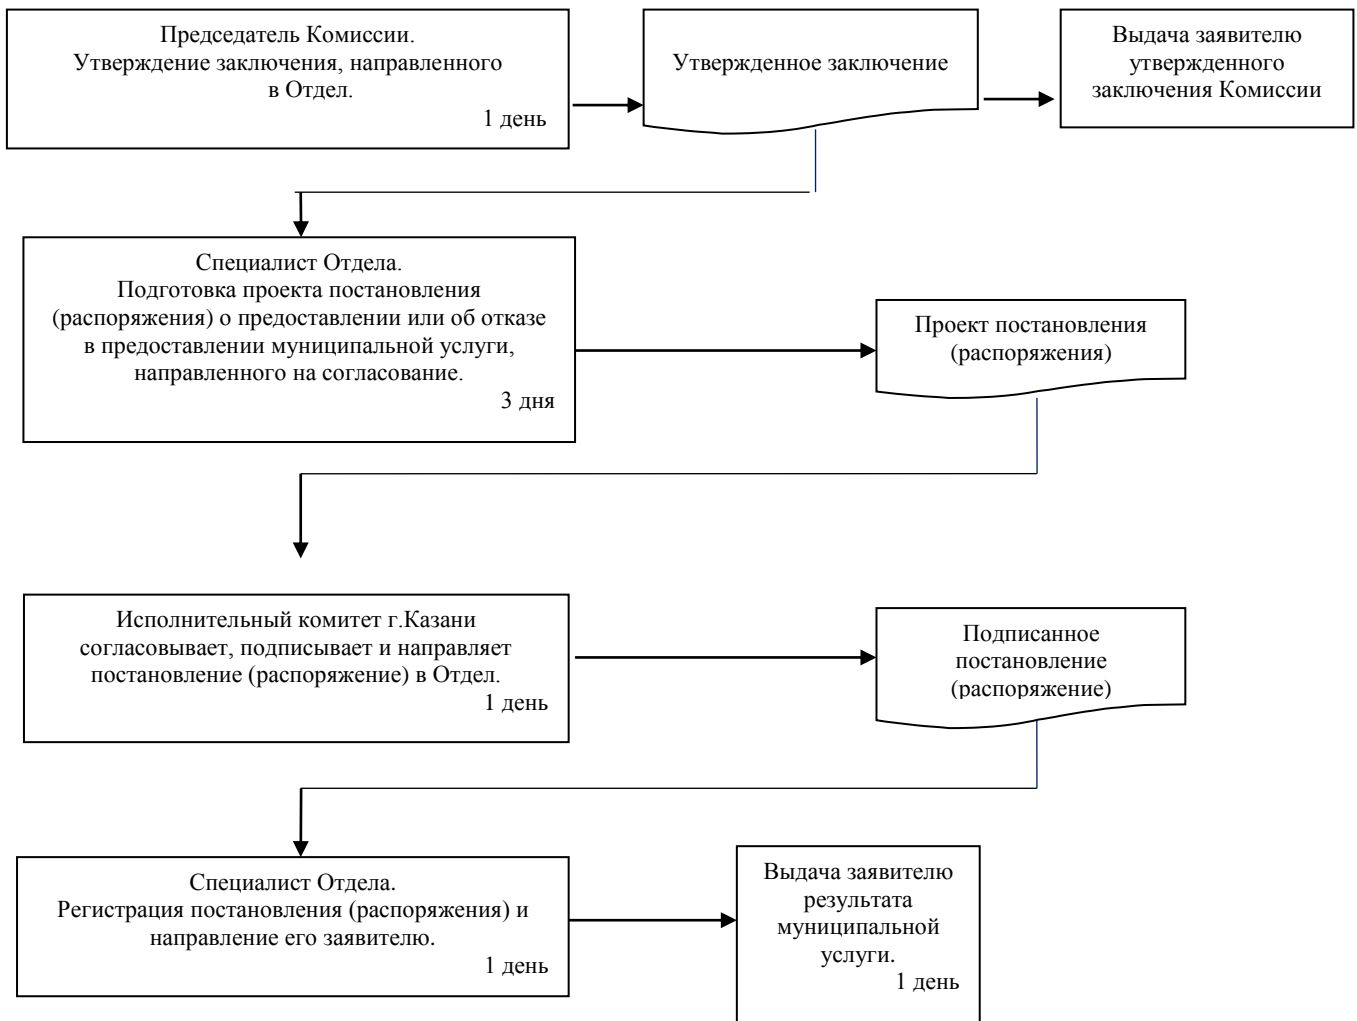 Председатель Комиссии.
Утверждение заключения, направленного
в Отдел.
1 день
Утвержденное заключение
Выдача заявителю
утвержденного
заключения Комиссии
Специалист Отдела.
Подготовка проекта постановления
(распоряжения) о предоставлении или об отказе
в предоставлении муниципальной услуги,
направленного на согласование.
3 дня
Проект постановления
(распоряжения)
Исполнительный комитет г.Казани
согласовывает, подписывает и направляет
постановление (распоряжение) в Отдел.
1 день
Подписанное
постановление
(распоряжение)
Специалист Отдела.
Регистрация постановления (распоряжения) и
направление его заявителю.
1 день
Выдача заявителю
результата
муниципальной
услуги.
1 день